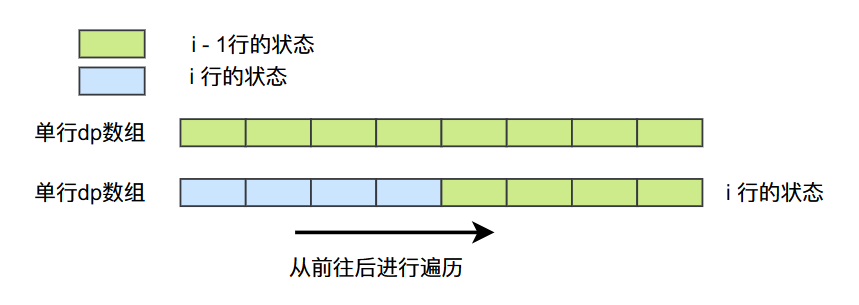 i - 1行的状态
i 行的状态
单行dp数组
单行dp数组
i 行的状态
从前往后进行遍历